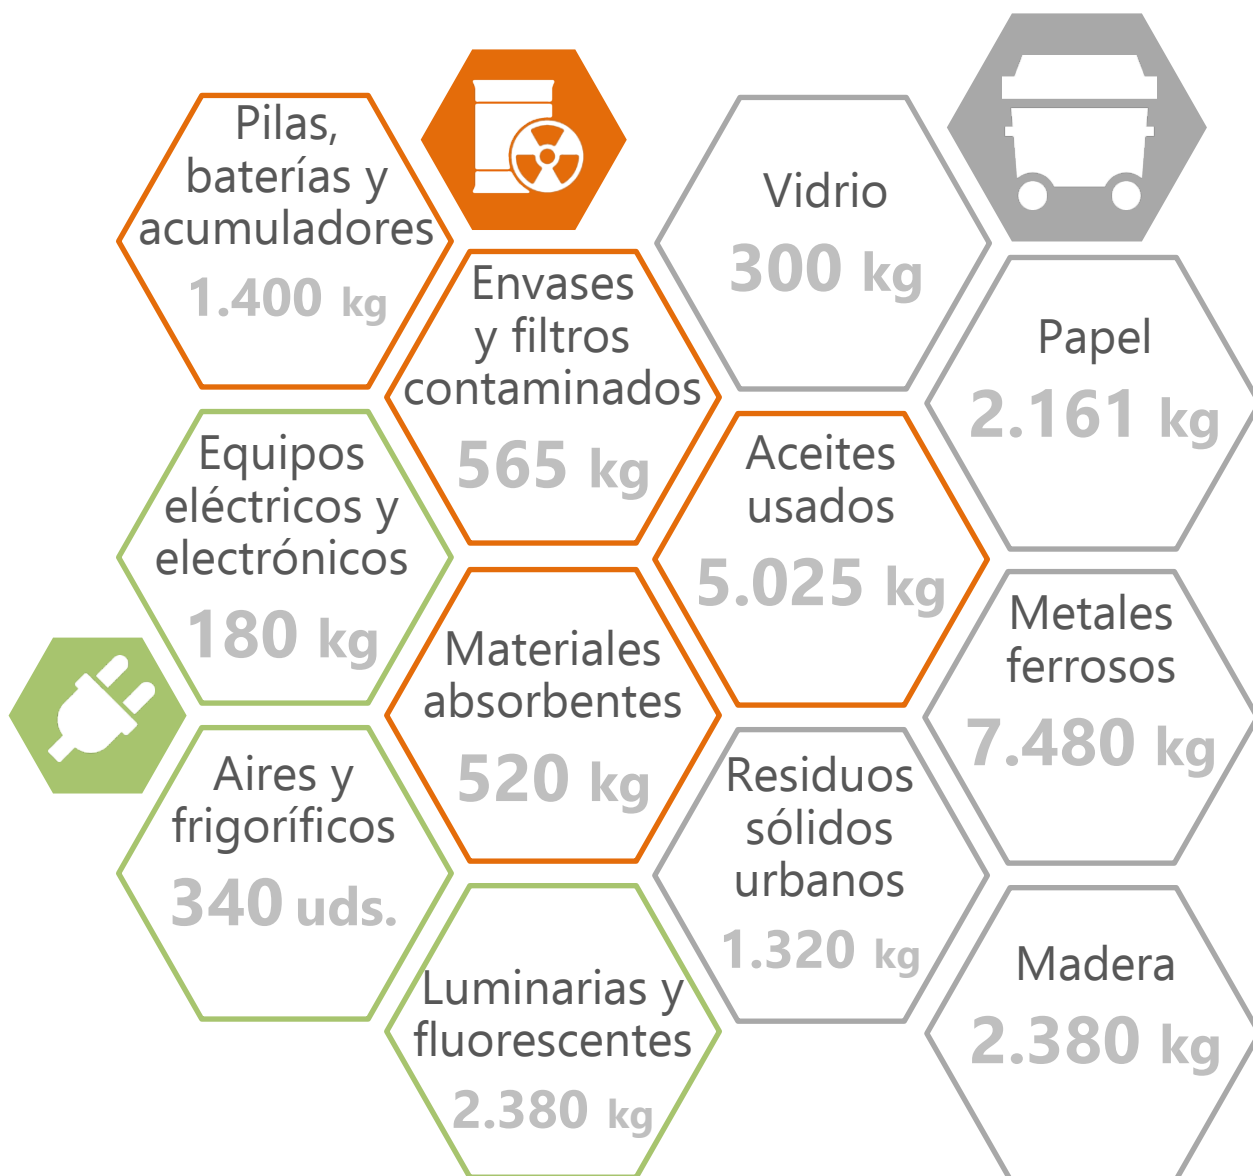 Pilas,
baterías y
acumuladores
1.400 kg
Envases
y filtros
contaminados
565 kg
Vidrio
300 kg
Papel
2.161 kg
Equipos
eléctricos y
electrónicos
180 kg
Aceites
usados
5.025 kg
Materiales
absorbentes
520 kg
Metales
ferrosos
7.480 kg
Aires y
frigoríficos
340 uds.
Residuos
sólidos
urbanos
1.320 kg
Luminarias y
fluorescentes
2.380 kg
Madera
2.380 kg